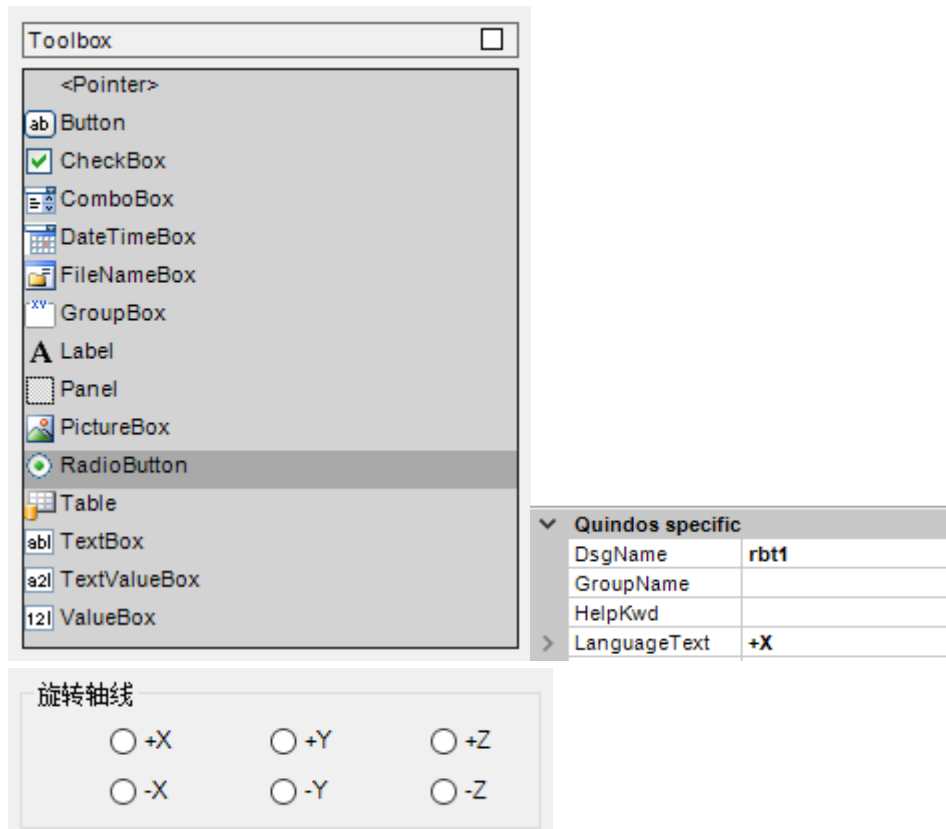 Toolbox
<Pointer>
Button
CheckBox
ComboBox
DateTimeBox
FileNameBox
GroupBox
A Label
Panel
PictureBox
RadioButton
Table
TextBox
TextValueBox
ValueBox
Quindos specific
DsgName rbt1
GroupName
HelpKwd
LanguageText +X
旋转轴线
+X +Y +Z
-X -Y -Z